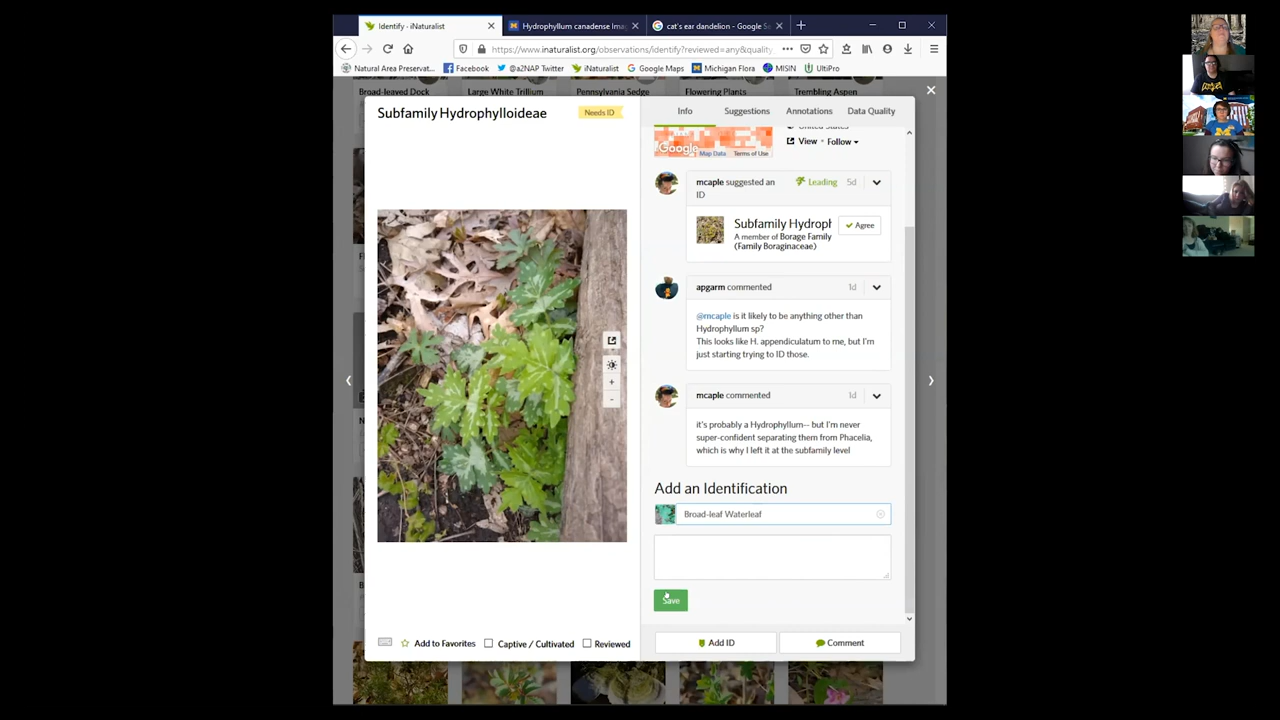 Identify - iNaturalist
Hydrophyllum canadense Ima
cat's ear dandelion - Google Se
https://www.inaturalist.org/observations/identify?reviewed=any&quality
Natural Area Preservat... Facebook @a2NAP Twitter iNaturalist Google Maps Michigan Flora MISIN UltiPro
Broad-leaved Dock Large White Trillium Pennsylvania Sedge Flowering Plants Trembling Aspen
Subfamily Hydrophylloideae
Needs ID
Info Suggestions Annotations Data Quality
United States
Google Map Data Terms of Use
View · Follow
mcaple suggested an
ID
Leading 5d
Subfamily Hydroph
A member of Borage Family
(Family Boraginaceae)
Agree
apgarm commented 1d
@mcaple is it likely to be anything other than
Hydrophyllum sp?
This looks like H. appendiculatum to me, but I'm
just starting trying to ID those.
mcaple commented 1d
it's probably a Hydrophyllum-- but I'm never
super-confident separating them from Phacelia,
which is why I left it at the subfamily level
Add an Identification
Broad-leaf Waterleaf
Save
Add to Favorites Captive / Cultivated Reviewed
Add ID Comment